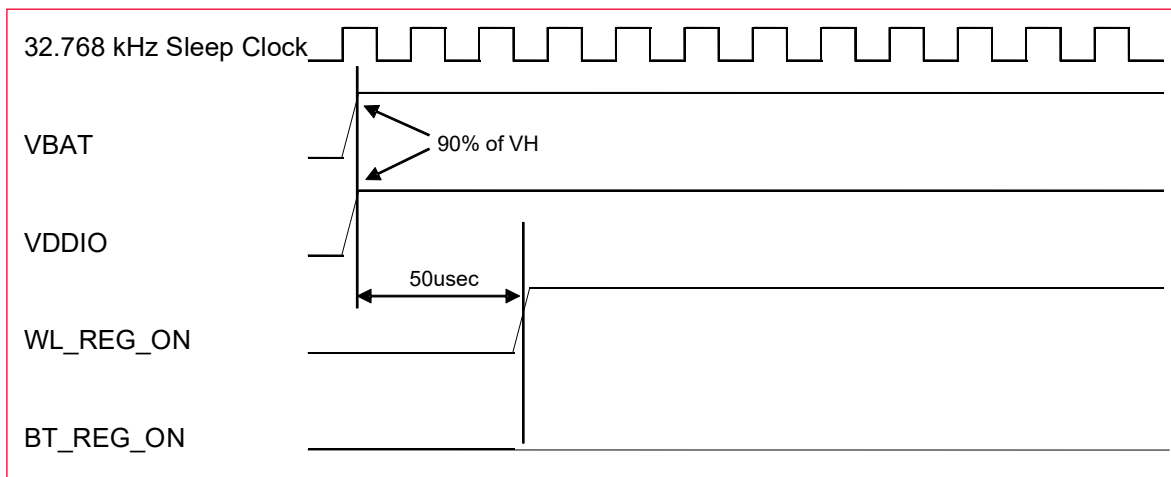 32.768 kHz Sleep Clock
VBAT
90% of VH
VDDIO
50usec
WL_REG_ON
BT_REG_ON